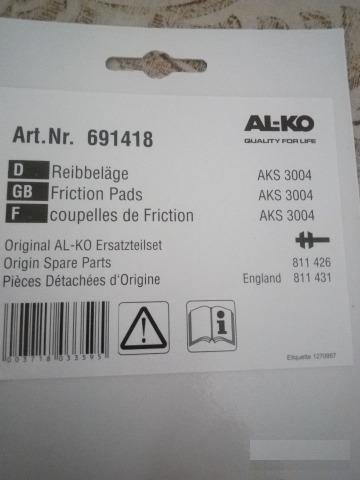 Art.Nr. 691418
AL-KO
QUALITY FOR LIFE
D Reibbeläge AKS 3004
GB Friction Pads AKS 3004
F coupelles de Friction AKS 3004
Original AL-KO Ersatzteilset
Origin Spare Parts 811 426
Pièces Détachées d'Origine England 811 431
003718 033595
Etiquette 1270867